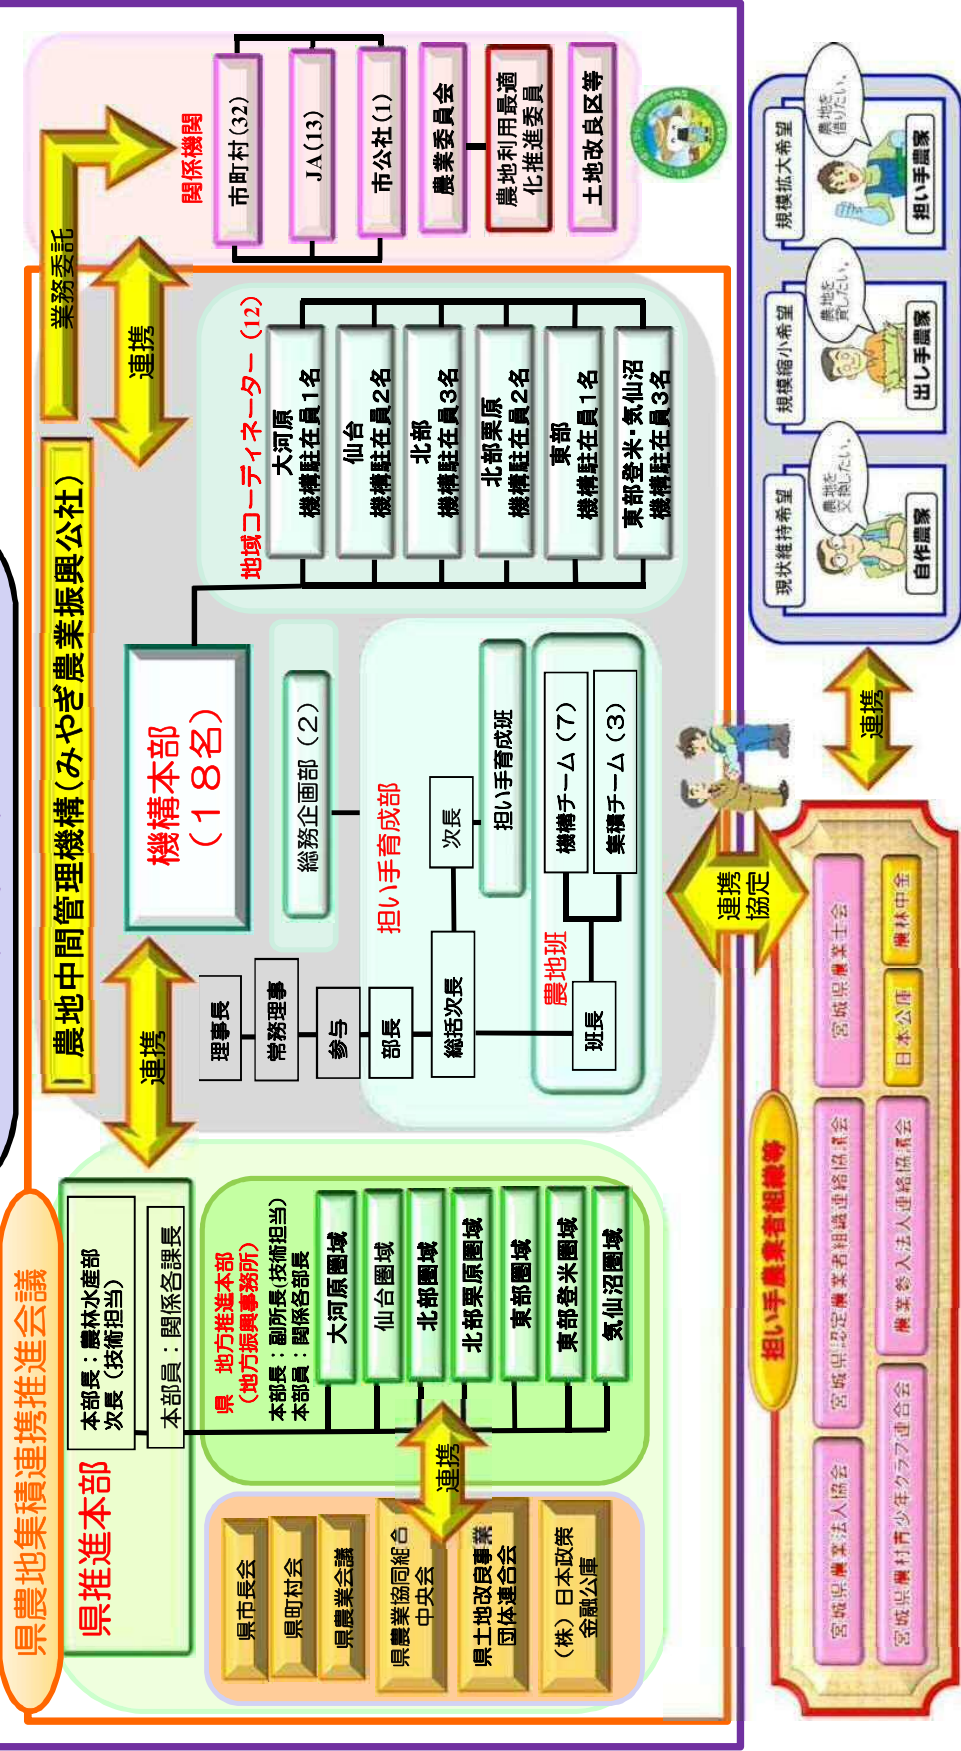 県農地集積連携推進会議
県推進本部
本部長：農林水産部
次長（技術担当）
本部員：関係各課長
県　地方推進本部
（地方振興事務所）
本部長：副所長(技術担当)
本部員：関係各部長
大河原圏域
仙台圏域
北部圏域
北部栗原圏域
東部圏域
東部登米圏域
気仙沼圏域
県市長会
県町村会
県農業会議
県農業協同組合
中央会
県土地改良事業
団体連合会
（株）日本政策
金融公庫
連携
連携
農地中間管理機構(みやぎ農業振興公社)
機構本部
（１８名）
理事長
常務理事
参与
部長
総括次長
次長
総務企画部（２）
担い手育成部
担い手育成班
農地班
班長
機構チーム（７）
集積チーム（３）
地域コーディネーター（12）
大河原
機構駐在員1名
仙台
機構駐在員2名
北部
機構駐在員3名
北部栗原
機構駐在員2名
東部
機構駐在員1名
東部登米・気仙沼
機構駐在員3名
業務委託
連携
関係機関
市町村(32)
JA(13)
市公社(1)
農業委員会
農地利用最適
化推進委員
土地改良区等
連携
協定
担い手農業者組織等
宮城県農業法人協会
宮城県認定農業者組織連絡協議会
宮城県農業士会
宮城県農村青少年クラブ連合会
農業参入法人連絡協議会
日本公庫
農林中金
連携
現状維持希望
農地を
交換したい。
自作農家
規模縮小希望
農地を
貸したい。
出し手農家
規模拡大希望
農地を
借りたい。
担い手農家